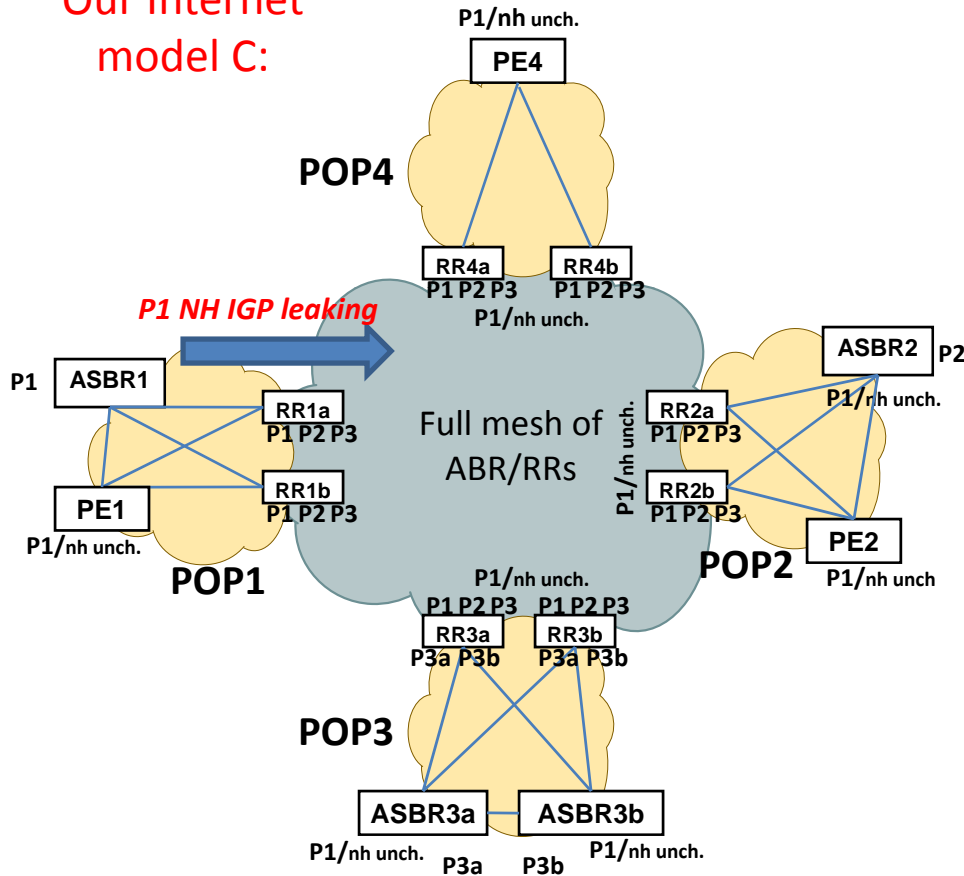 Our Internet
model C:
P1/nh unch.
PE4
POP4
RR4a
RR4b
P1 P2 P3
P1 P2 P3
P1/nh unch.
P1 NH IGP leaking
P1
ASBR1
RR1a
P1 P2 P3
RR1b
P1 P2 P3
PE1
P1/nh unch.
POP1
Full mesh of
ABR/RRs
P1/nh unch.
RR2a
P1 P2 P3
RR2b
P1 P2 P3
ASBR2
P2
P1/nh unch.
PE2
P1/nh unch
POP2
P1/nh unch.
P1 P2 P3
P1 P2 P3
RR3a
RR3b
P3a P3b
P3a P3b
POP3
ASBR3a
ASBR3b
P1/nh unch.
P3a
P3b
P1/nh unch.